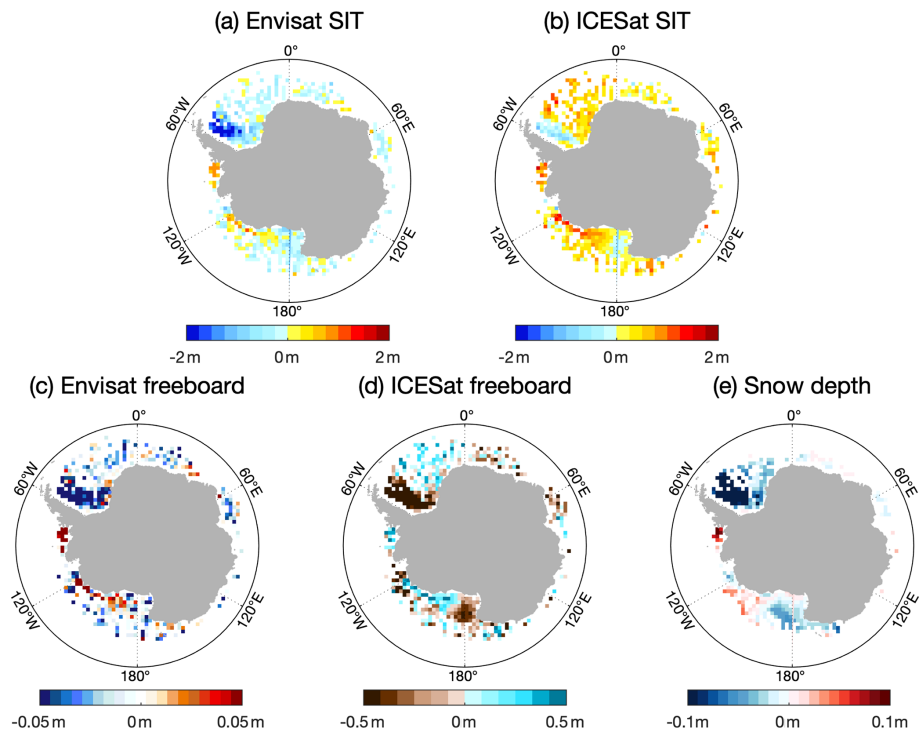 (a) Envisat SIT
(b) ICESat SIT
0°
0°
60°W
60°E
60°W
60°E
120°W
120°E
120°W
120°E
180°
180°
-2 m
0 m
2 m
-2 m
0 m
2 m
(c) Envisat freeboard
(d) ICESat freeboard
(e) Snow depth
0°
0°
0°
60°W
60°E
60°W
60°E
60°W
60°E
120°W
120°E
120°W
120°E
120°W
120°E
180°
180°
180°
-0.05 m
0 m
0.05 m
-0.5 m
0 m
0.5 m
-0.1 m
0 m
0.1 m